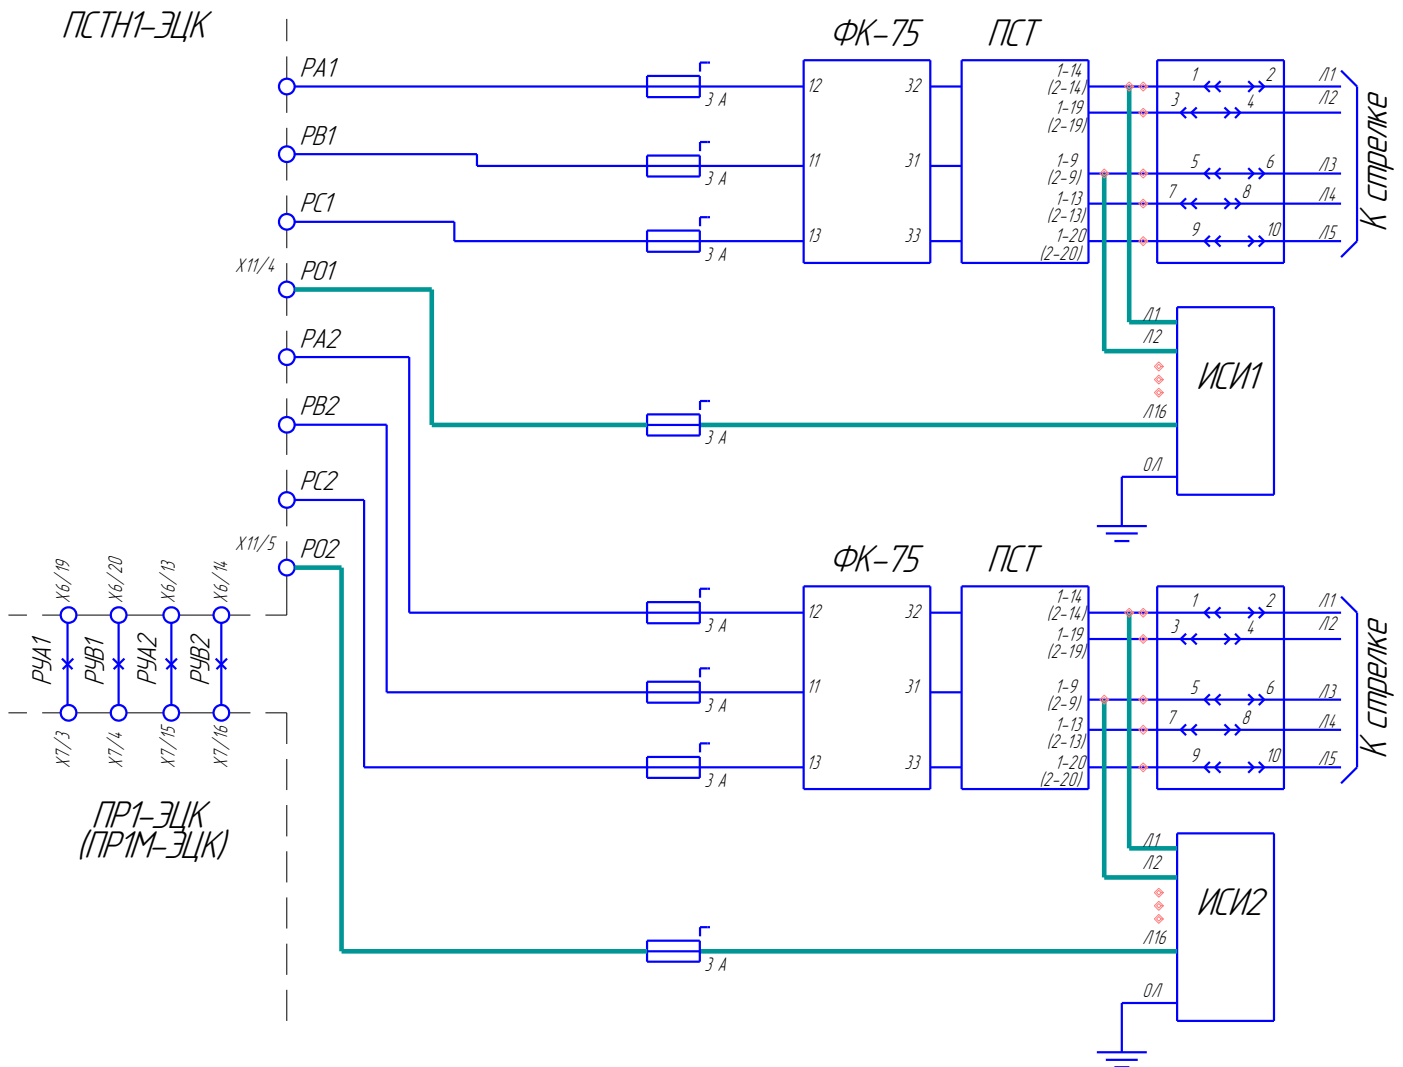 ПСТН1-ЭЦК
ФК-75
ПСТ
РА1
3 А
12
32
1-14
(2-14)
1
2
Л1
1-19
(2-19)
3
4
Л2
РВ1
3 А
11
31
1-9
(2-9)
5
6
Л3
1-13
(2-13)
7
8
Л4
РС1
3 А
13
33
1-20
(2-20)
9
10
Л5
К стрелке
Х11/4
РО1
3 А
Л1
Л2
Л16
ОЛ
ИСИ1
РА2
РВ2
РС2
Х11/5
РО2
ФК-75
ПСТ
3 А
12
32
1-14
(2-14)
1
2
Л1
1-19
(2-19)
3
4
Л2
3 А
11
31
1-9
(2-9)
5
6
Л3
1-13
(2-13)
7
8
Л4
3 А
13
33
1-20
(2-20)
9
10
Л5
К стрелке
3 А
Л1
Л2
Л16
ОЛ
ИСИ2
Х6/19
Х6/20
Х6/13
Х6/14
РУА1
РУВ1
РУА2
РУВ2
Х7/3
Х7/4
Х7/15
Х7/16
ПР1-ЭЦК
(ПР1М-ЭЦК)